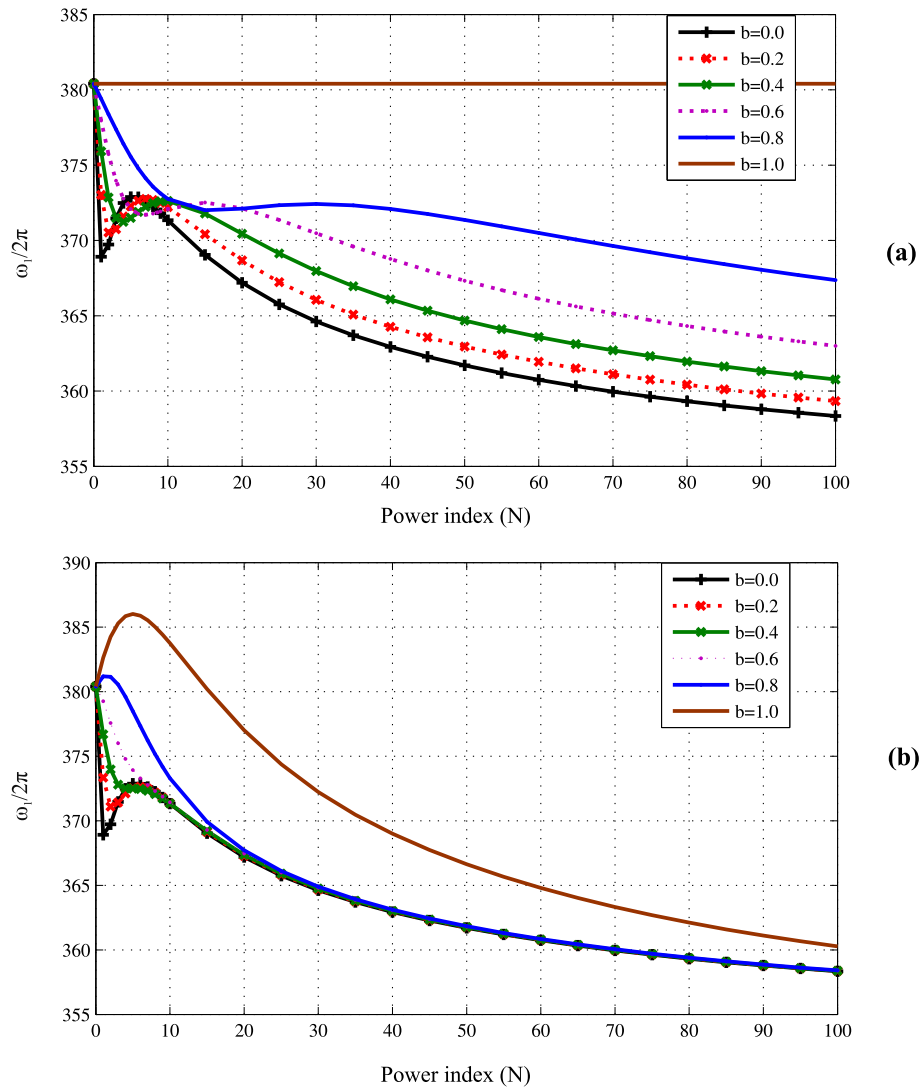 385
380
375
370
365
360
355
ω₁/2π
0 10 20 30 40 50 60 70 80 90 100
Power index (N)
b=0.0
b=0.2
b=0.4
b=0.6
b=0.8
b=1.0
(a)
390
385
380
375
370
365
360
355
ω₁/2π
0 10 20 30 40 50 60 70 80 90 100
Power index (N)
b=0.0
b=0.2
b=0.4
b=0.6
b=0.8
b=1.0
(b)